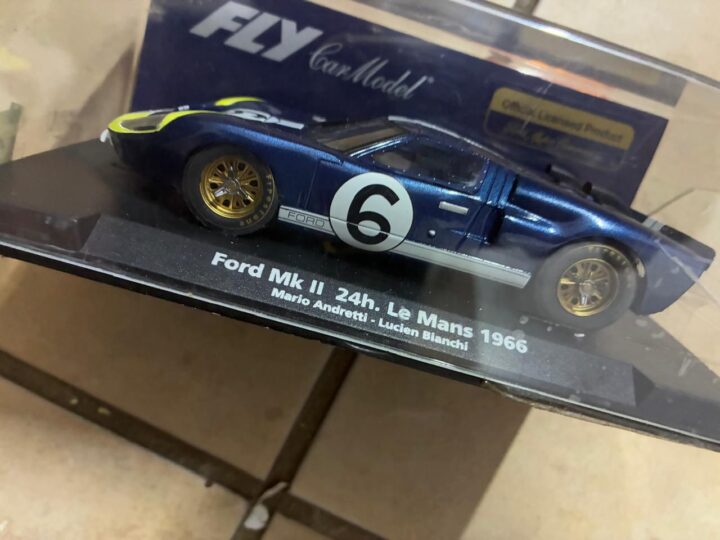 FLY
CarModel
Official Licensed Product
FORD
6
Ford Mk II 24h. Le Mans 1966
Mario Andretti - Lucien Bianchi